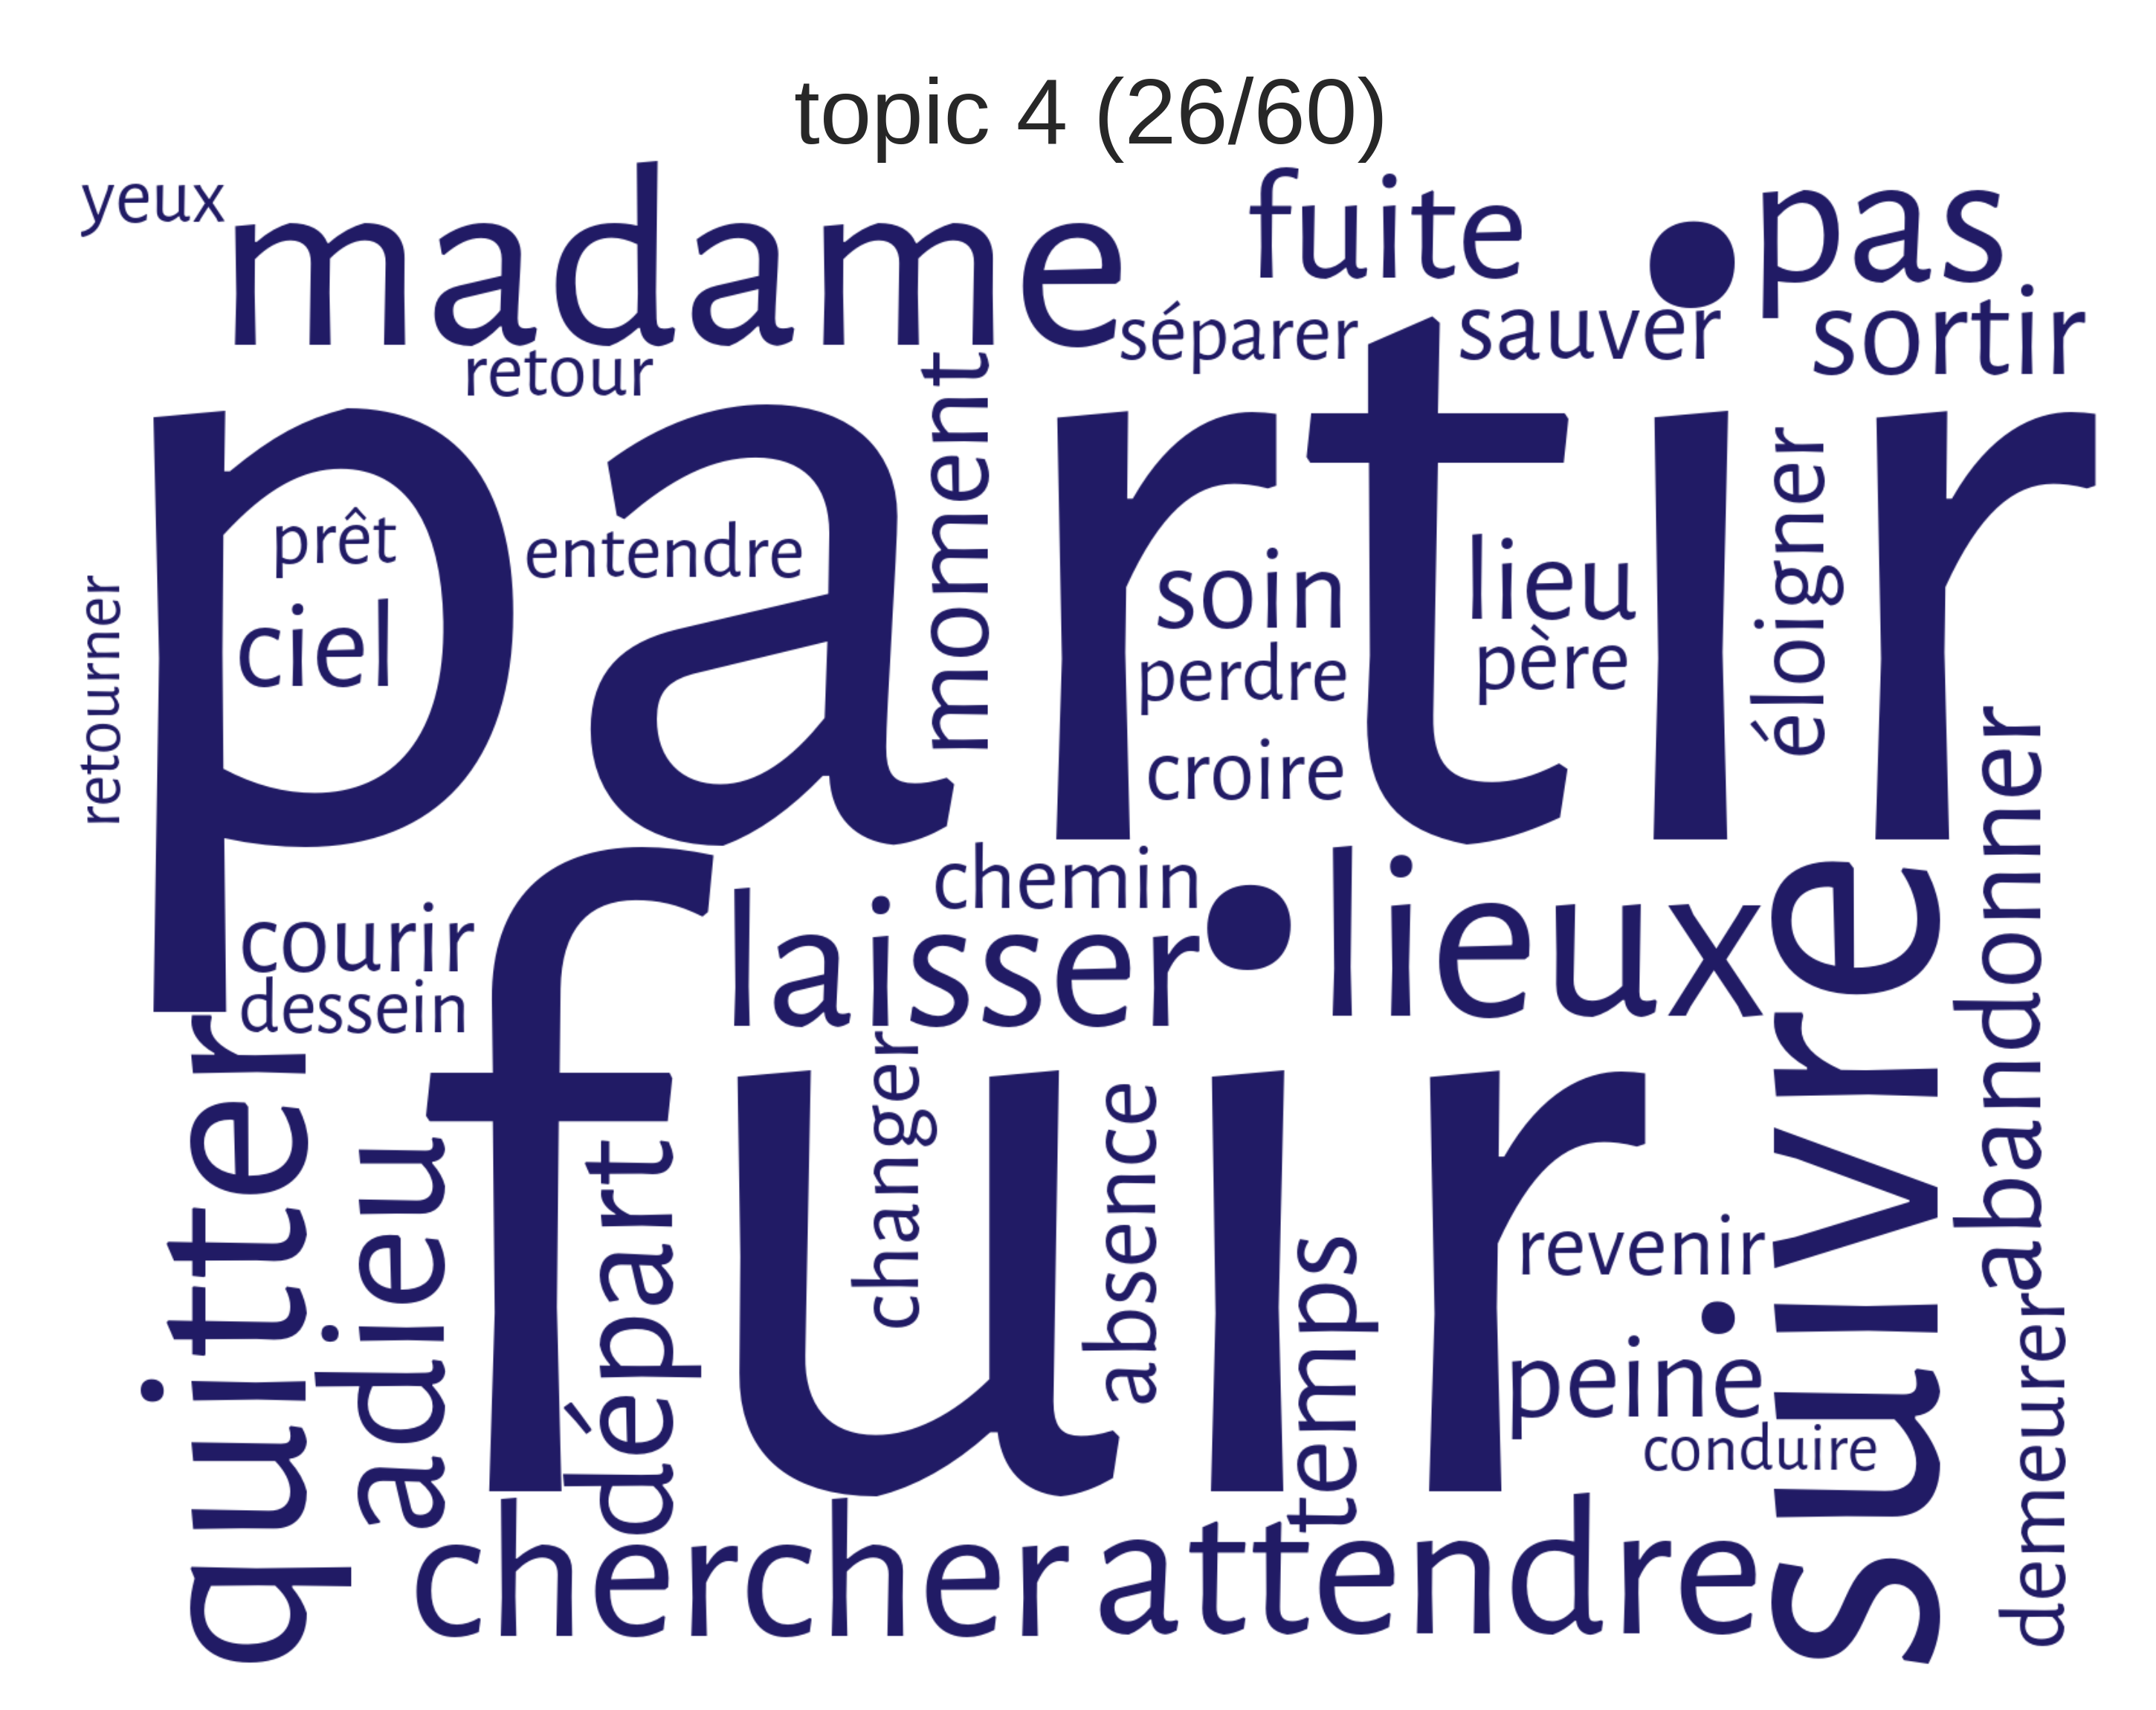 topic 4 (26/60)
yeux
madame
fuite
pas
séparer
sauver
sortir
retour
moment
partir
prêt
entendre
ciel
soin
lieu
perdre
père
croire
éloigner
retourner
chemin
courir
laisser
lieux
dessein
abandonner
quitter
adieu
fuir
départ
changer
absence
temps
revenir
peine
conduire
suivre
demeurer
chercher
attendre